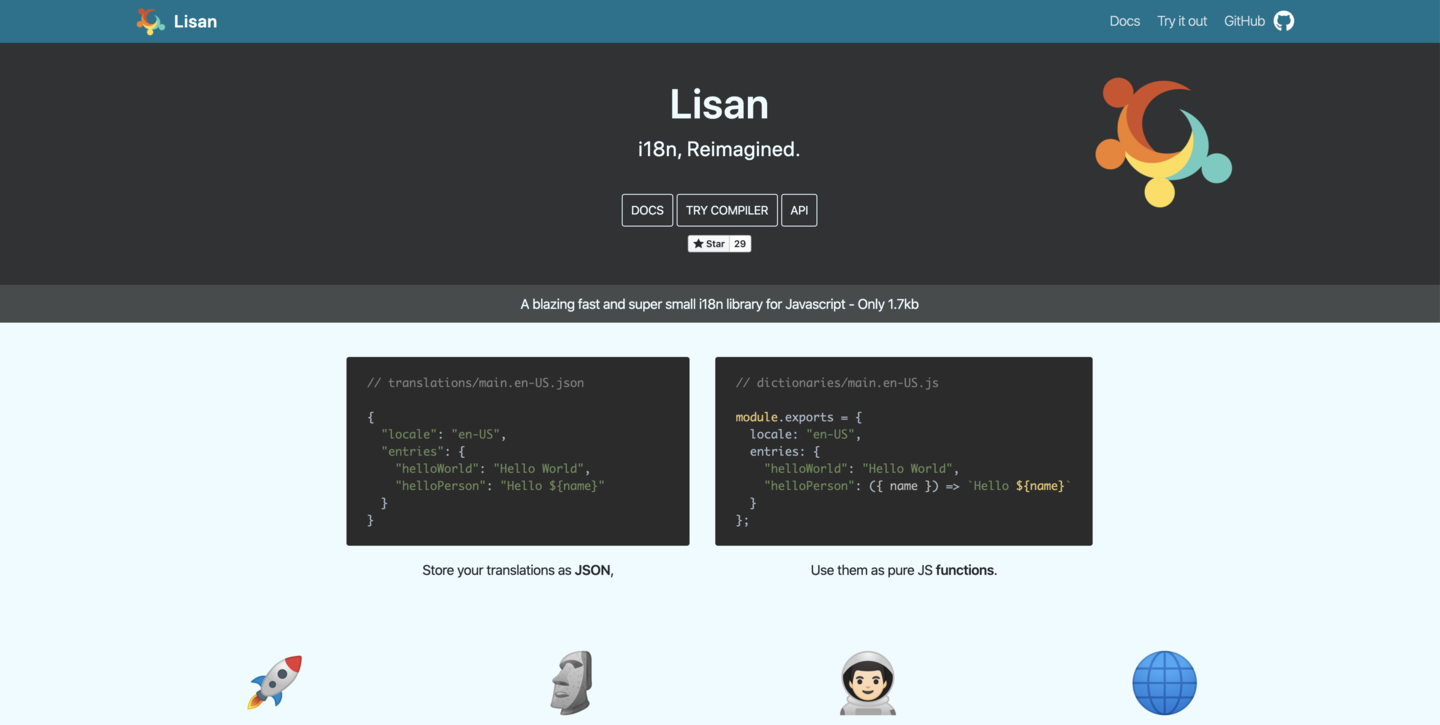 Lisan
Docs Try it out GitHub
Lisan
i18n, Reimagined.
DOCS TRY COMPILER API
Star 29
A blazing fast and super small i18n library for Javascript - Only 1.7kb
// translations/main.en-US.json
{
  "locale": "en-US",
  "entries": {
    "helloWorld": "Hello World",
    "helloPerson": "Hello ${name}"
  }
}
Store your translations as JSON,
// dictionaries/main.en-US.js
module.exports = {
  locale: "en-US",
  entries: {
    "helloWorld": "Hello World",
    "helloPerson": ({ name }) => `Hello ${name}`
  }
};
Use them as pure JS functions.